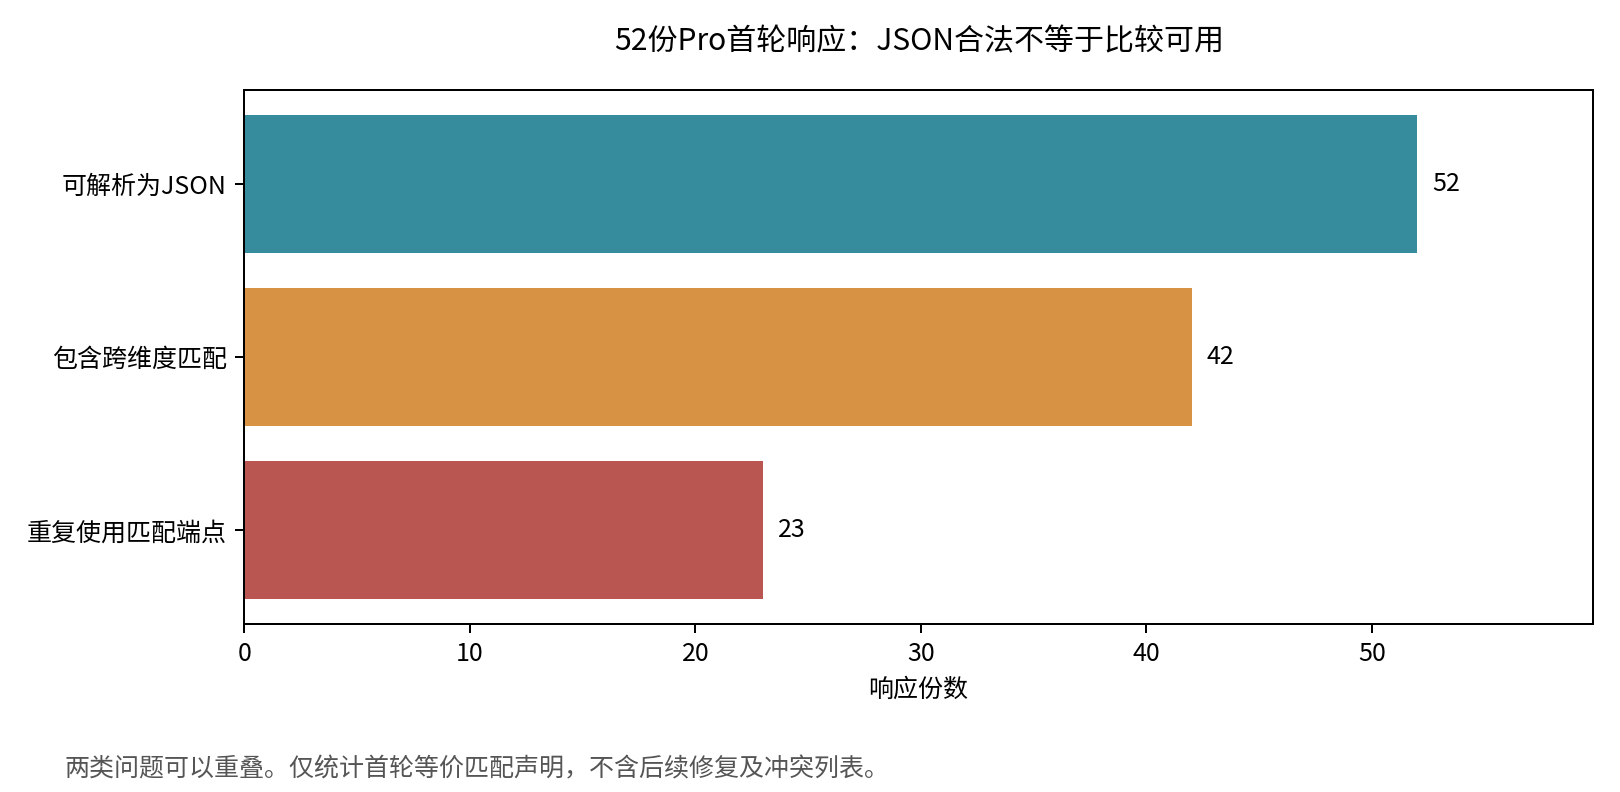 52份Pro首轮响应：JSON合法不等于比较可用
可解析为JSON
52
包含跨维度匹配
42
重复使用匹配端点
23
0 10 20 30 40 50
响应份数
两类问题可以重叠。仅统计首轮等价匹配声明，不含后续修复及冲突列表。